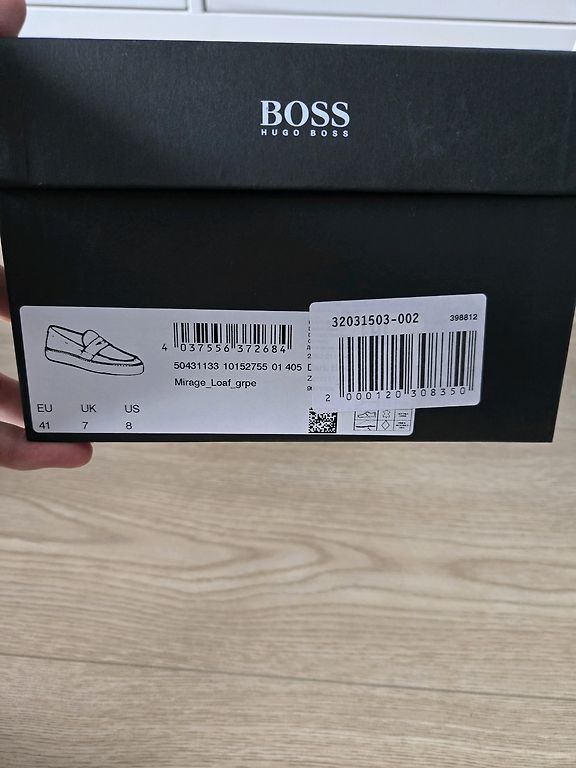 BOSS
HUGO BOSS
32031503-002 398812
4 037556 372684
50431133 10152755 01 405 D
Mirage_Loaf_grpe
2 000120 308350
EU UK US
41 7 8